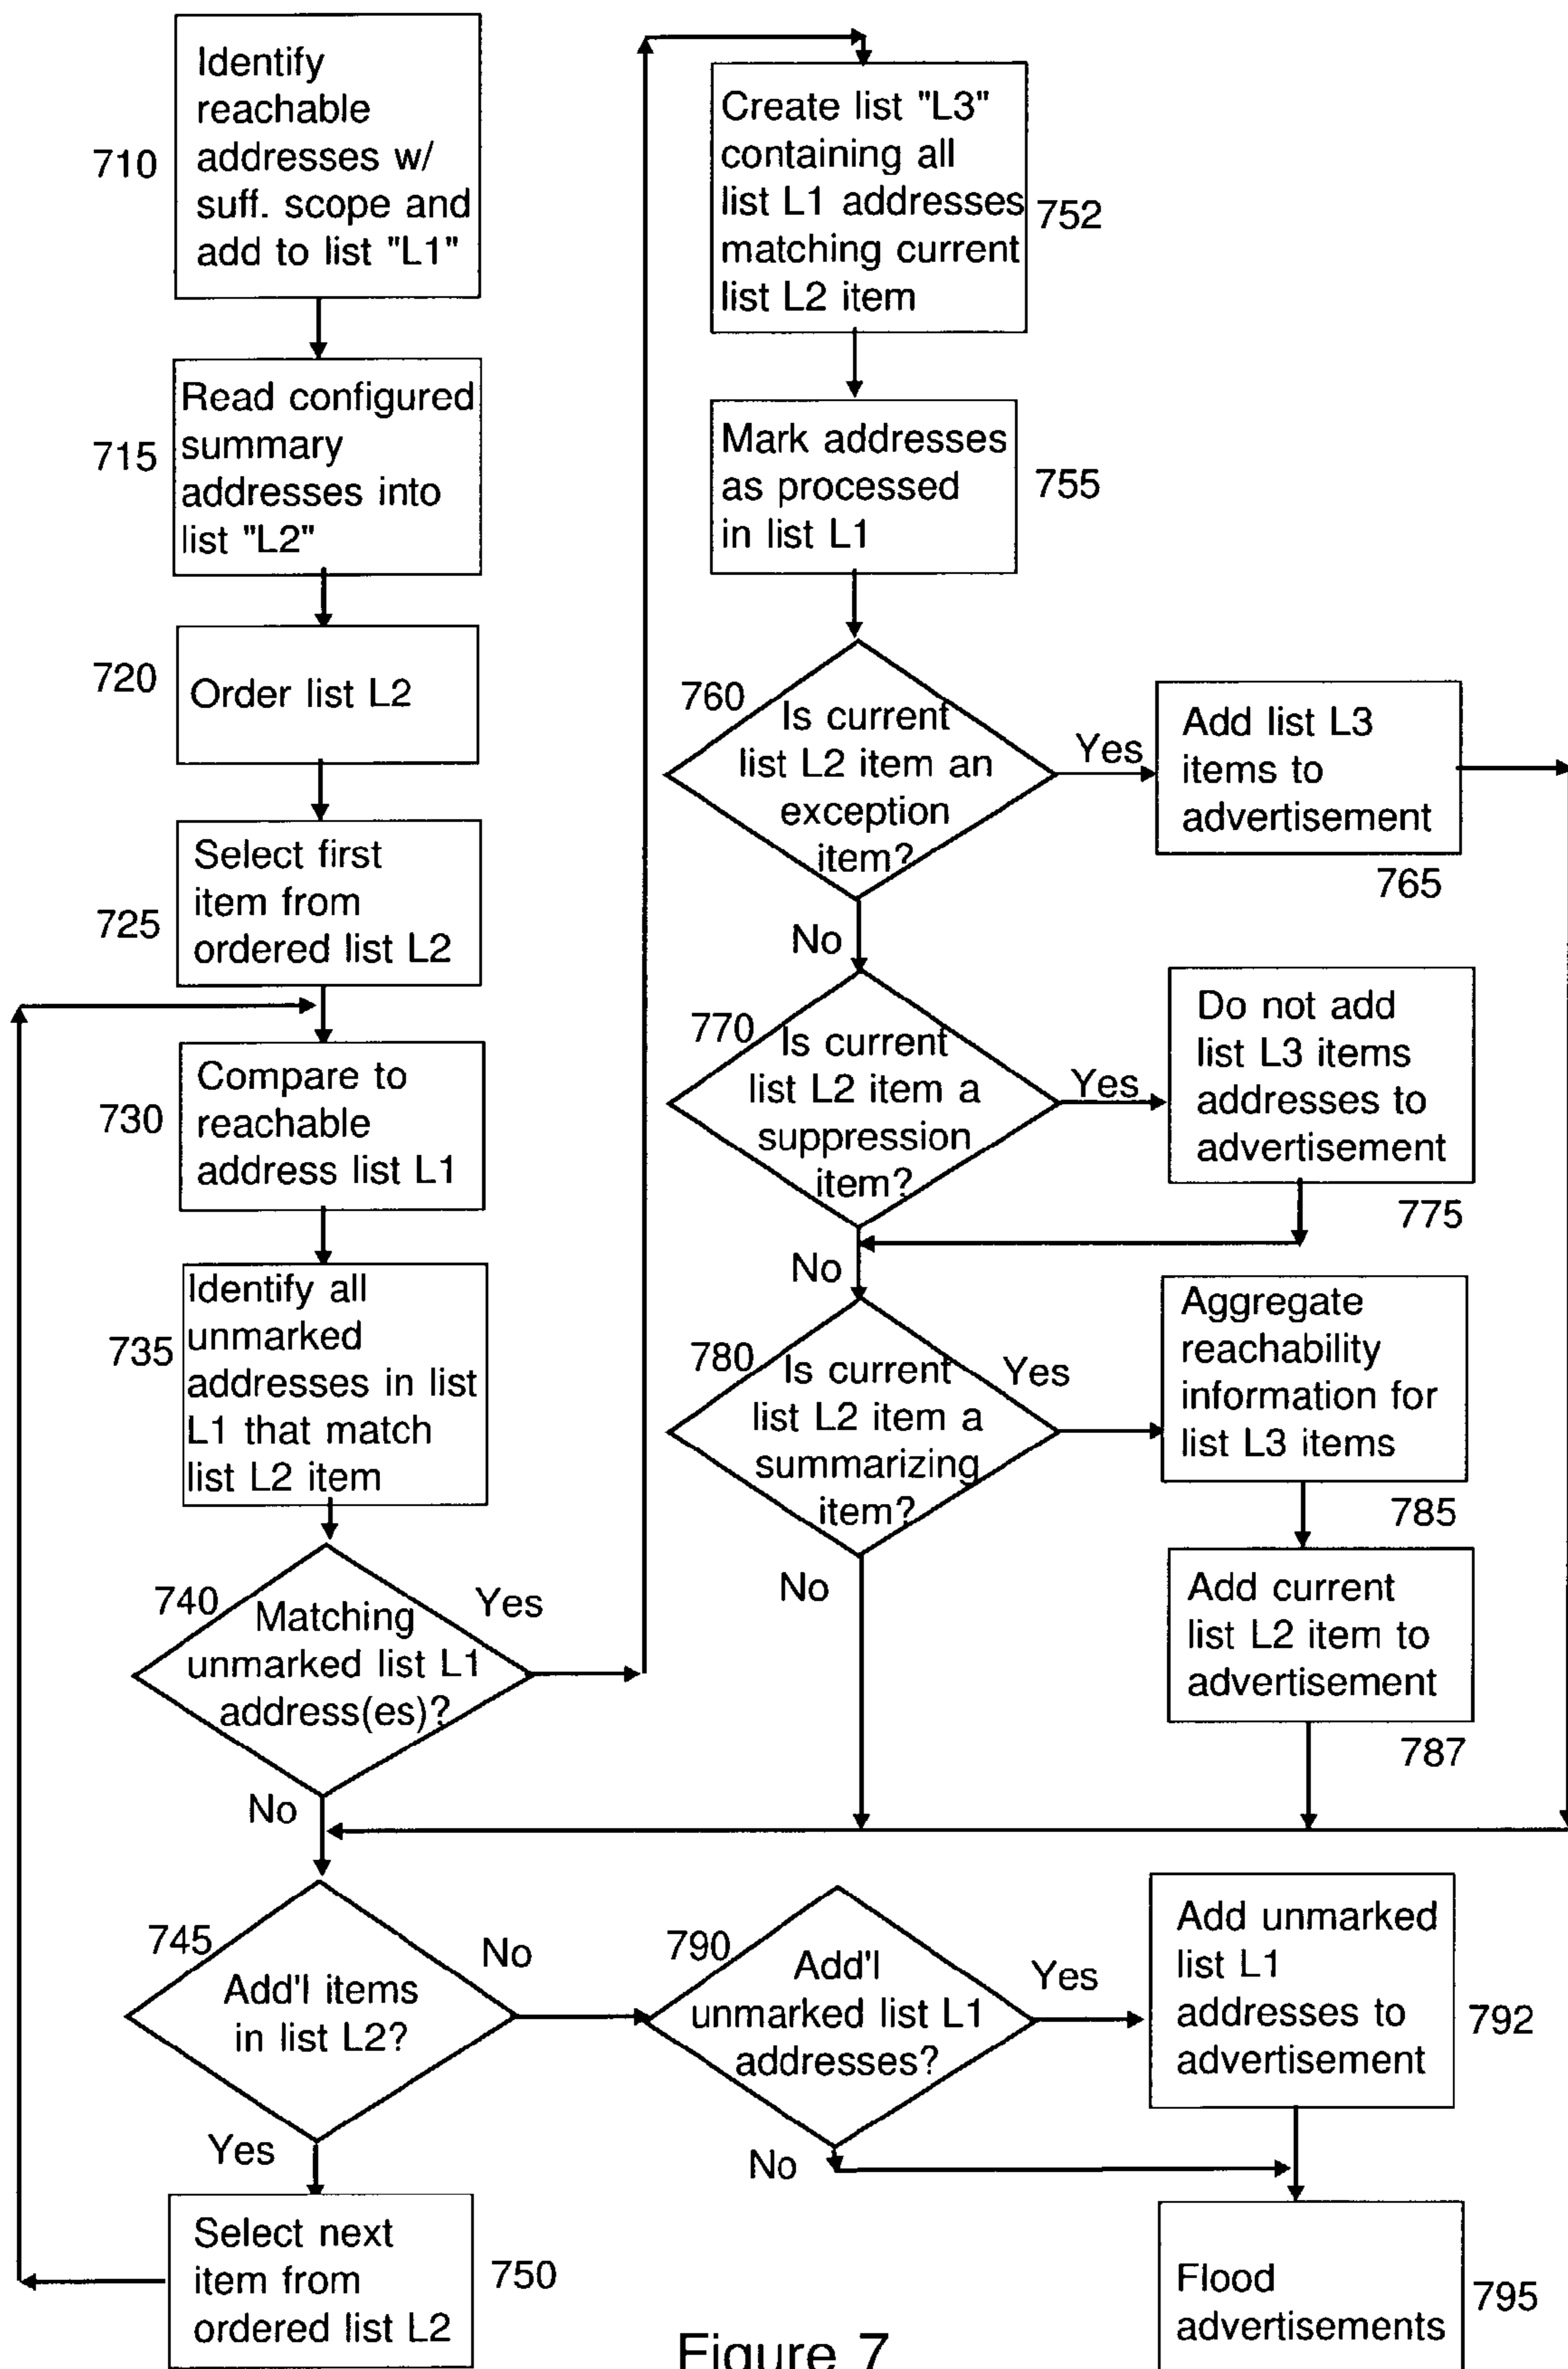 710
Identify
reachable
addresses w/
suff. scope and
add to list "L1"
715
Read configured
summary
addresses into
list "L2"
720
Order list L2
725
Select first
item from
ordered list L2
730
Compare to
reachable
address list L1
735
Identify all
unmarked
addresses in list
L1 that match
list L2 item
740
Matching
unmarked list L1
address(es)?
Yes
No
745
Add'l items
in list L2?
No
Yes
Select next
item from
ordered list L2
750
Create list "L3"
containing all
list L1 addresses
matching current
list L2 item
752
Mark addresses
as processed
in list L1
755
760
Is current
list L2 item an
exception
item?
Yes
No
Add list L3
items to
advertisement
765
770
Is current
list L2 item a
suppression
item?
Yes
No
Do not add
list L3 items
addresses to
advertisement
775
780
Is current
list L2 item a
summarizing
item?
Yes
No
Aggregate
reachability
information for
list L3 items
785
Add current
list L2 item to
advertisement
787
790
Add'l
unmarked list L1
addresses?
Yes
No
Add unmarked
list L1
addresses to
advertisement
792
Flood
advertisements
795
Figure 7